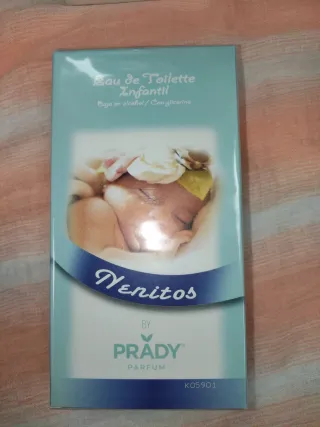 Eau de Toilette
Infantil
Nenitos
BY
PRADY®
PARFUM
K05901